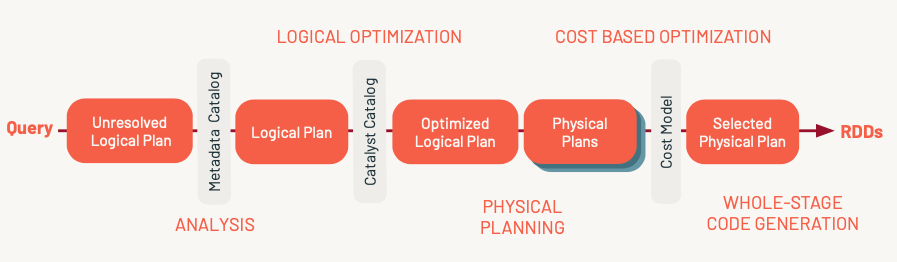 LOGICAL OPTIMIZATION
COST BASED OPTIMIZATION
Query
Unresolved
Logical Plan
Metadata Catalog
Logical Plan
Catalyst Catalog
Optimized
Logical Plan
Physical
Plans
Cost Model
Selected
Physical Plan
RDDs
ANALYSIS
PHYSICAL
PLANNING
WHOLE-STAGE
CODE GENERATION